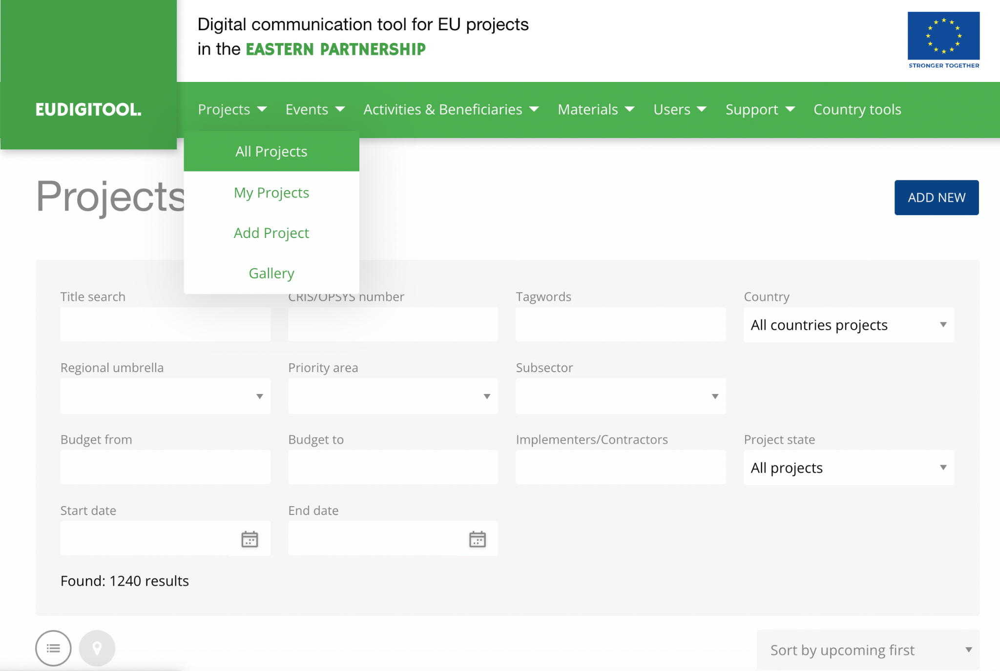 Digital communication tool for EU projects
in the EASTERN PARTNERSHIP
STRONGER TOGETHER
EUDIGITOOL.
Projects Events Activities & Beneficiaries Materials Users Support Country tools
All Projects
My Projects
Add Project
Gallery
Projects
ADD NEW
Title search CRIS/OPSYS number Tagwords Country
All countries projects
Regional umbrella Priority area Subsector
Budget from Budget to Implementers/Contractors Project state
All projects
Start date End date
Found: 1240 results
Sort by upcoming first